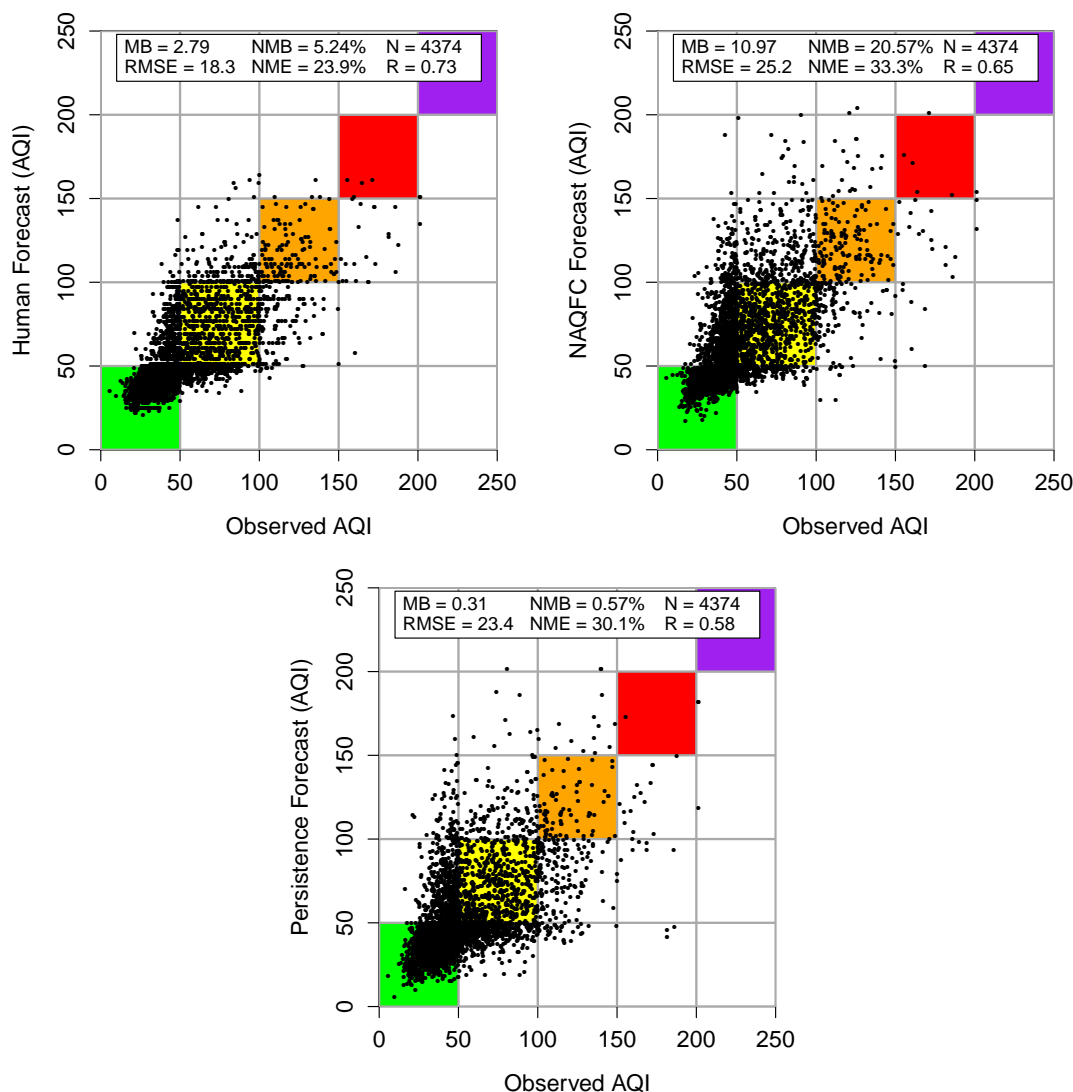 MB = 2.79 NMB = 5.24% N = 4374
RMSE = 18.3 NME = 23.9% R = 0.73
250
200
150
100
50
0
Human Forecast (AQI)
0 50 100 150 200 250
Observed AQI
MB = 10.97 NMB = 20.57% N = 4374
RMSE = 25.2 NME = 33.3% R = 0.65
250
200
150
100
50
0
NAQFC Forecast (AQI)
0 50 100 150 200 250
Observed AQI
MB = 0.31 NMB = 0.57% N = 4374
RMSE = 23.4 NME = 30.1% R = 0.58
250
200
150
100
50
0
Persistence Forecast (AQI)
0 50 100 150 200 250
Observed AQI